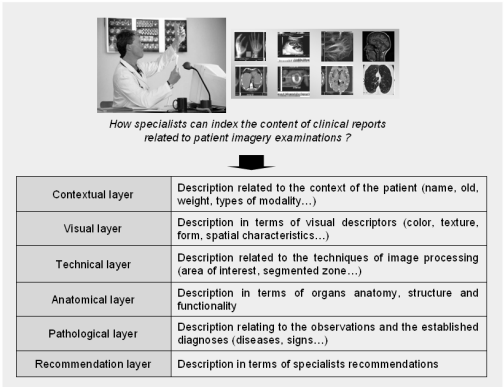 How specialists can index the content of clinical reports
related to patient imagery examinations ?
Contextual layer
Description related to the context of the patient (name, old,
weight, types of modality…)
Visual layer
Description in terms of visual descriptors (color, texture,
form, spatial characteristics…)
Technical layer
Description related to the techniques of image processing
(area of interest, segmented zone…)
Anatomical layer
Description in terms of organs anatomy, structure and
functionality
Pathological layer
Description relating to the observations and the established
diagnoses (diseases, signs…)
Recommendation layer
Description in terms of specialists recommendations